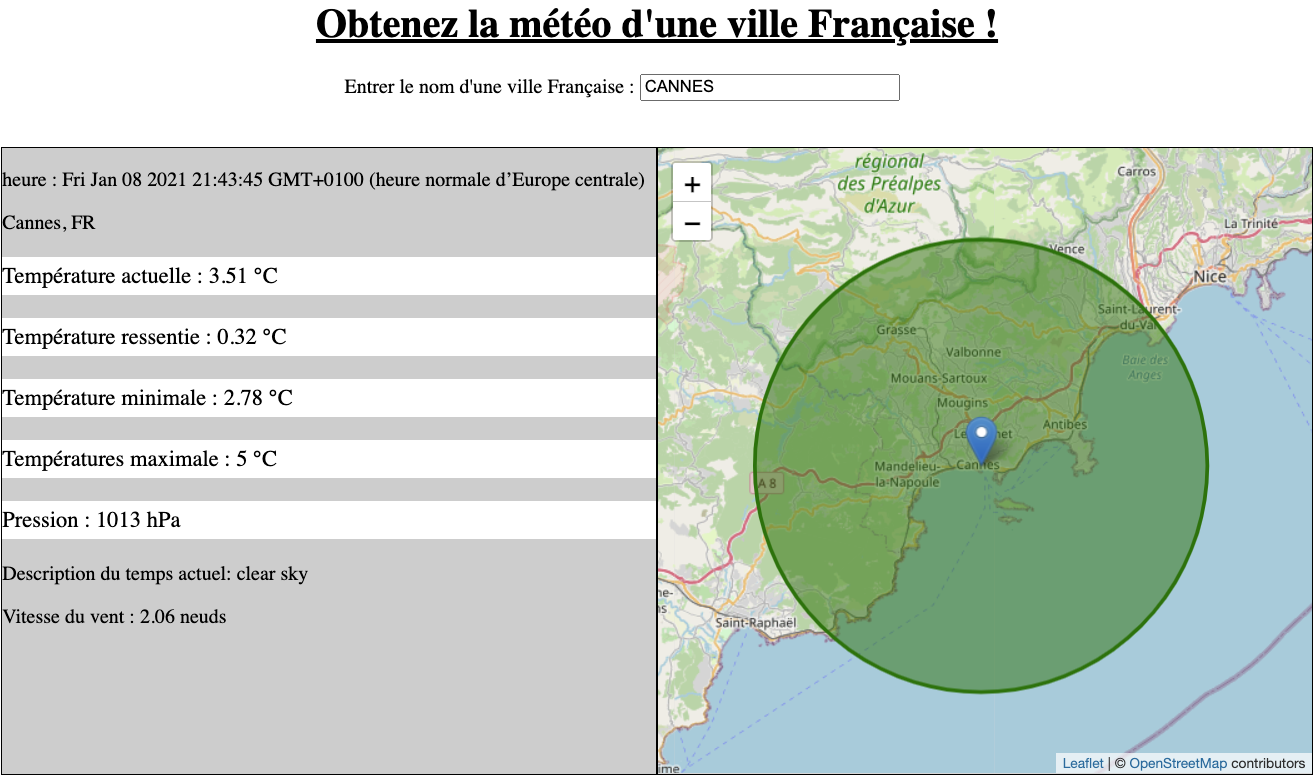 Obtenez la météo d'une ville Française !
Entrer le nom d'une ville Française : CANNES
heure : Fri Jan 08 2021 21:43:45 GMT+0100 (heure normale d’Europe centrale)
Cannes, FR
Température actuelle : 3.51 °C
Température ressentie : 0.32 °C
Température minimale : 2.78 °C
Températures maximale : 5 °C
Pression : 1013 hPa
Description du temps actuel: clear sky
Vitesse du vent : 2.06 neuds
+
−
régional
des Préalpes
d'Azur
Carros
La Trinité
Vence
Nice
Saint-Laurent-
du-Var
Grasse
Valbonne
Baie des
Anges
Mouans-Sartoux
Mougins
Antibes
Cannes
Mandelieu-
la-Napoule
A 8
Saint-Raphaël
Leaflet | © OpenStreetMap contributors